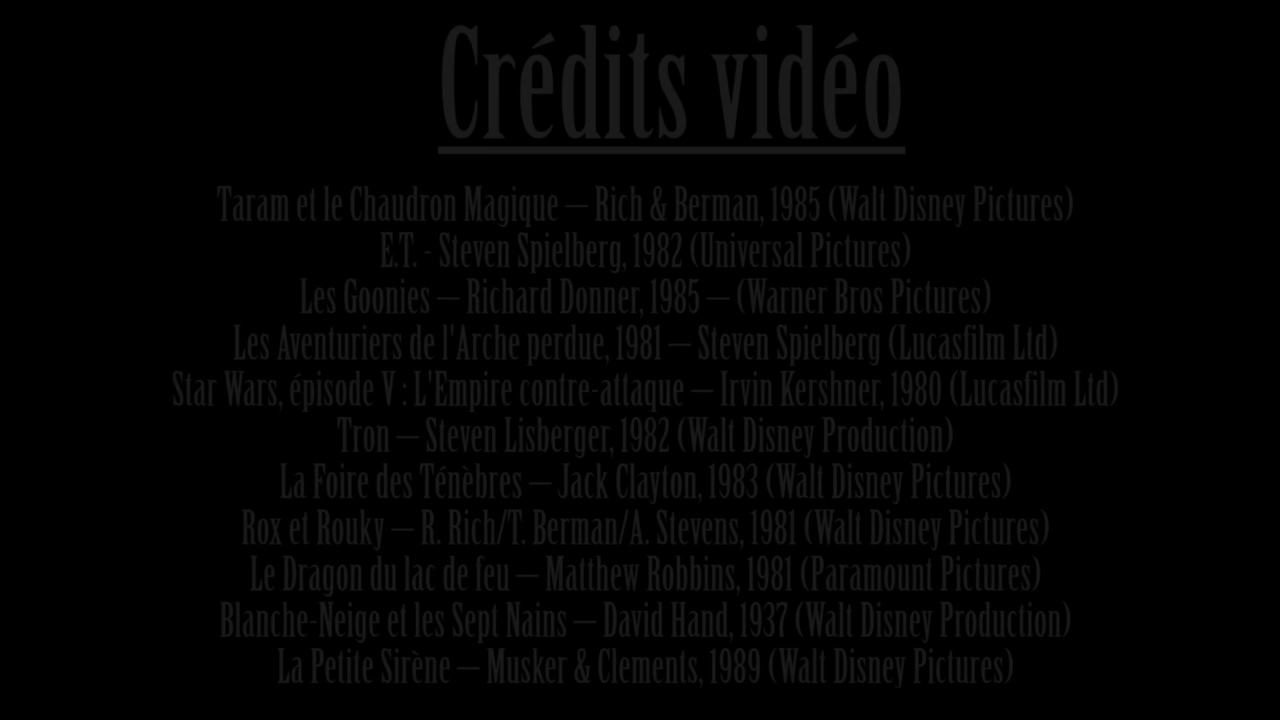 Crédits vidéo
Taram et le Chaudron Magique – Rich & Berman, 1985 (Walt Disney Pictures)
E.T. - Steven Spielberg, 1982 (Universal Pictures)
Les Goonies – Richard Donner, 1985 – (Warner Bros Pictures)
Les Aventuriers de l'Arche perdue, 1981 – Steven Spielberg (Lucasfilm Ltd)
Star Wars, épisode V : L'Empire contre-attaque – Irvin Kershner, 1980 (Lucasfilm Ltd)
Tron – Steven Lisberger, 1982 (Walt Disney Production)
La Foire des Ténèbres – Jack Clayton, 1983 (Walt Disney Pictures)
Rox et Rouky – R. Rich/T. Berman/A. Stevens, 1981 (Walt Disney Pictures)
Le Dragon du lac de feu – Matthew Robbins, 1981 (Paramount Pictures)
Blanche-Neige et les Sept Nains – David Hand, 1937 (Walt Disney Production)
La Petite Sirène – Musker & Clements, 1989 (Walt Disney Pictures)